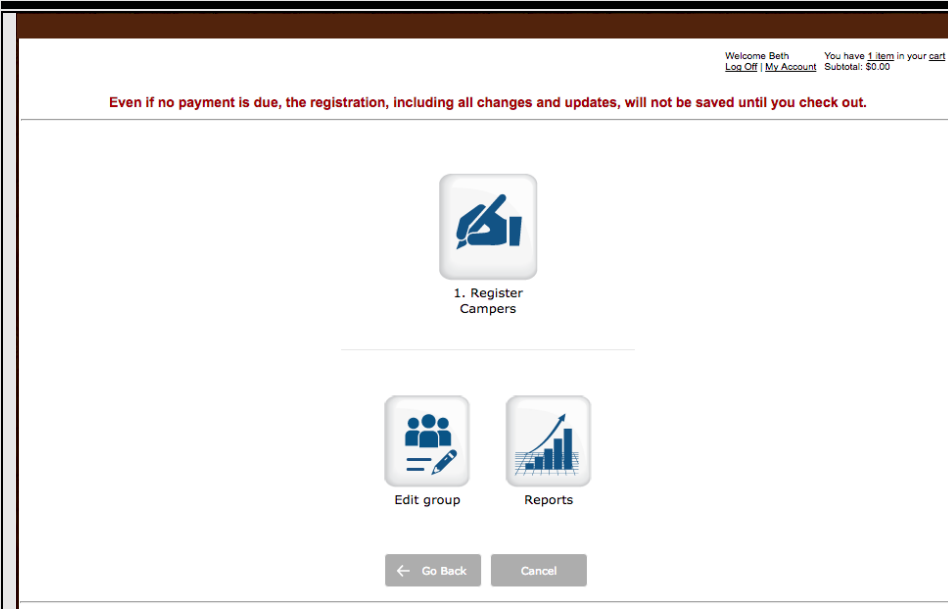 Welcome Beth You have 1 item in your cart
Log Off | My Account Subtotal: $0.00
Even if no payment is due, the registration, including all changes and updates, will not be saved until you check out.
1. Register
Campers
Edit group
Reports
Go Back
Cancel